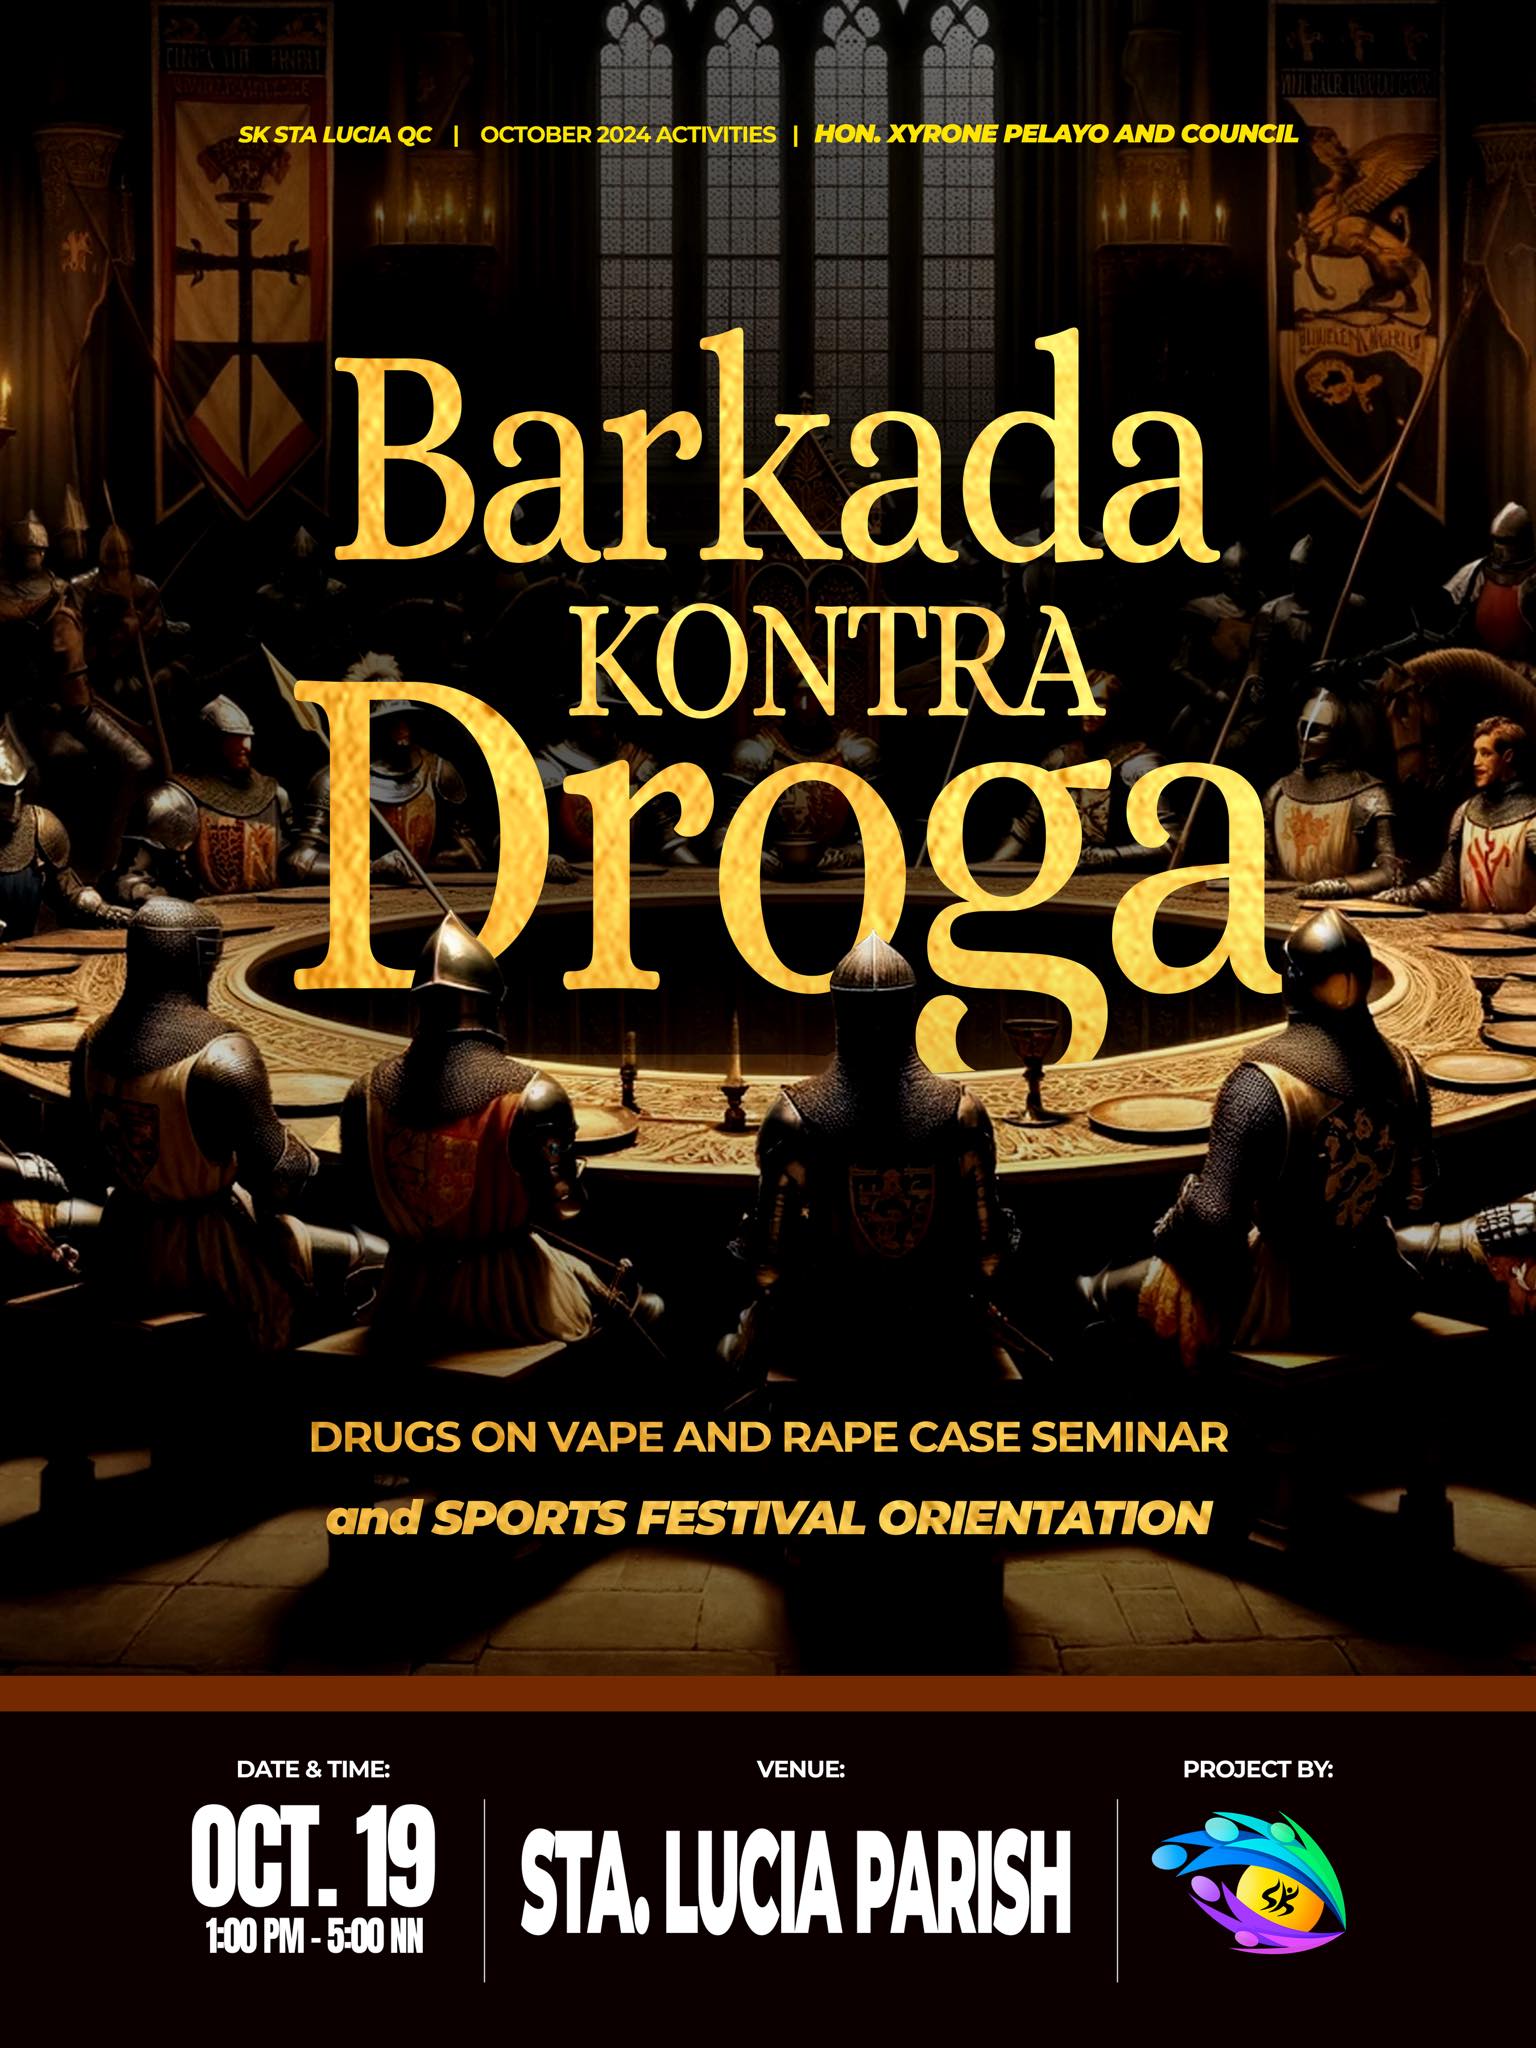 SK STA LUCIA QC | OCTOBER 2024 ACTIVITIES | HON. XYRONE PELAYO AND COUNCIL
Barkada
KONTRA
Droga
DRUGS ON VAPE AND RAPE CASE SEMINAR
and SPORTS FESTIVAL ORIENTATION
DATE & TIME:
OCT. 19
1:00 PM - 5:00 NN
VENUE:
STA. LUCIA PARISH
PROJECT BY:
SK